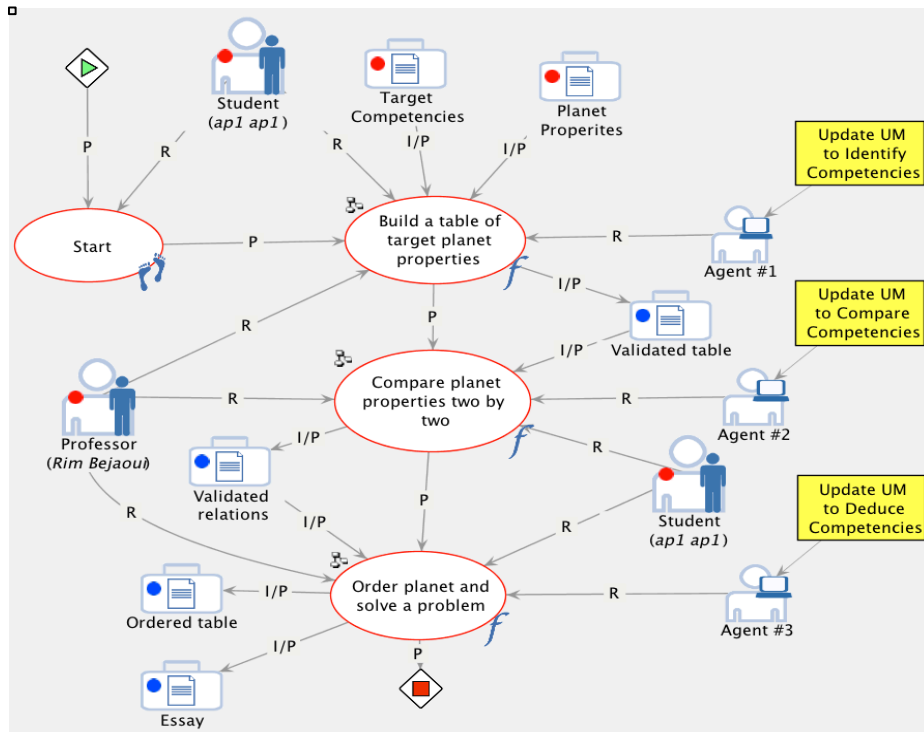 Student
(ap1 ap1)
Target
Competencies
Planet
Properites
Update UM
to Identify
Competencies
P
R
R
I/P
I/P
Start
P
Build a table of
target planet
properties
R
Agent #1
I/P
R
P
Validated table
Update UM
to Compare
Competencies
I/P
Professor
(Rim Bejaoui)
R
Compare planet
properties two by
two
R
Agent #2
I/P
Validated
relations
P
R
Student
(ap1 ap1)
Update UM
to Deduce
Competencies
R
I/P
R
Ordered table
I/P
Order planet and
solve a problem
R
Agent #3
I/P
P
Essay